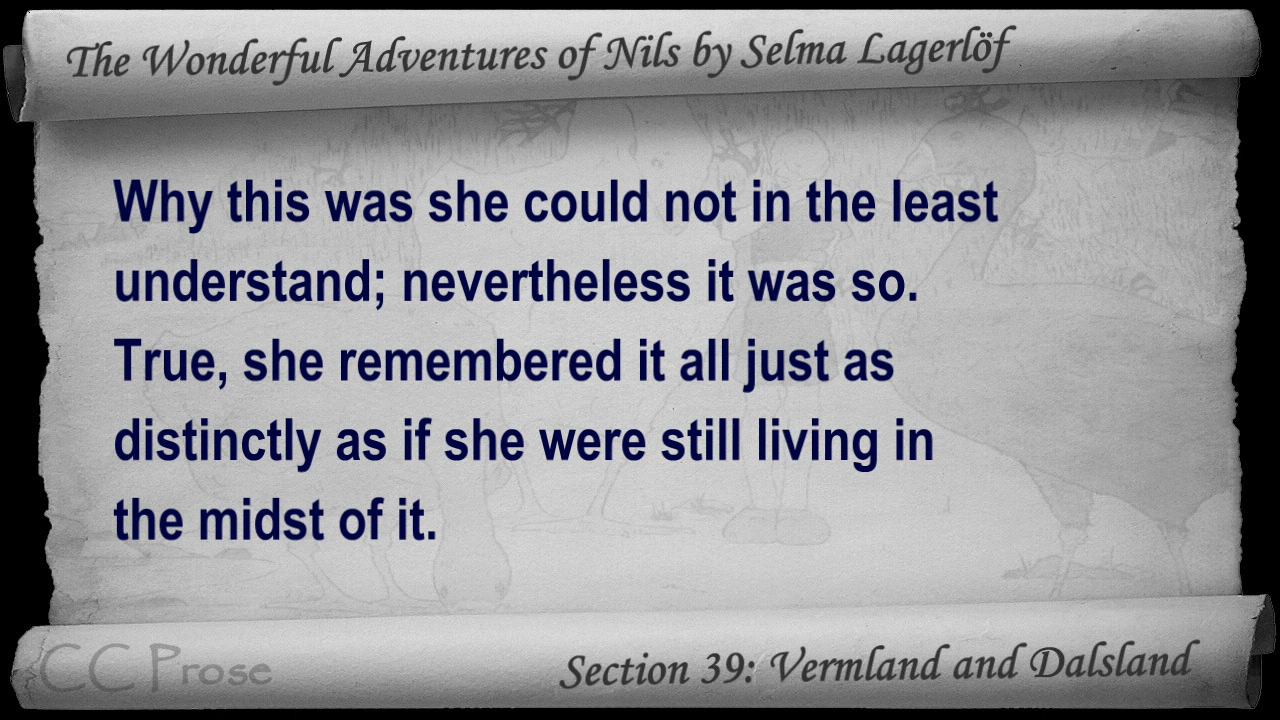 The Wonderful Adventures of Nils by Selma Lagerlöf
Why this was she could not in the least
understand; nevertheless it was so.
True, she remembered it all just as
distinctly as if she were still living in
the midst of it.
CC Prose
Section 39: Vermland and Dalsland